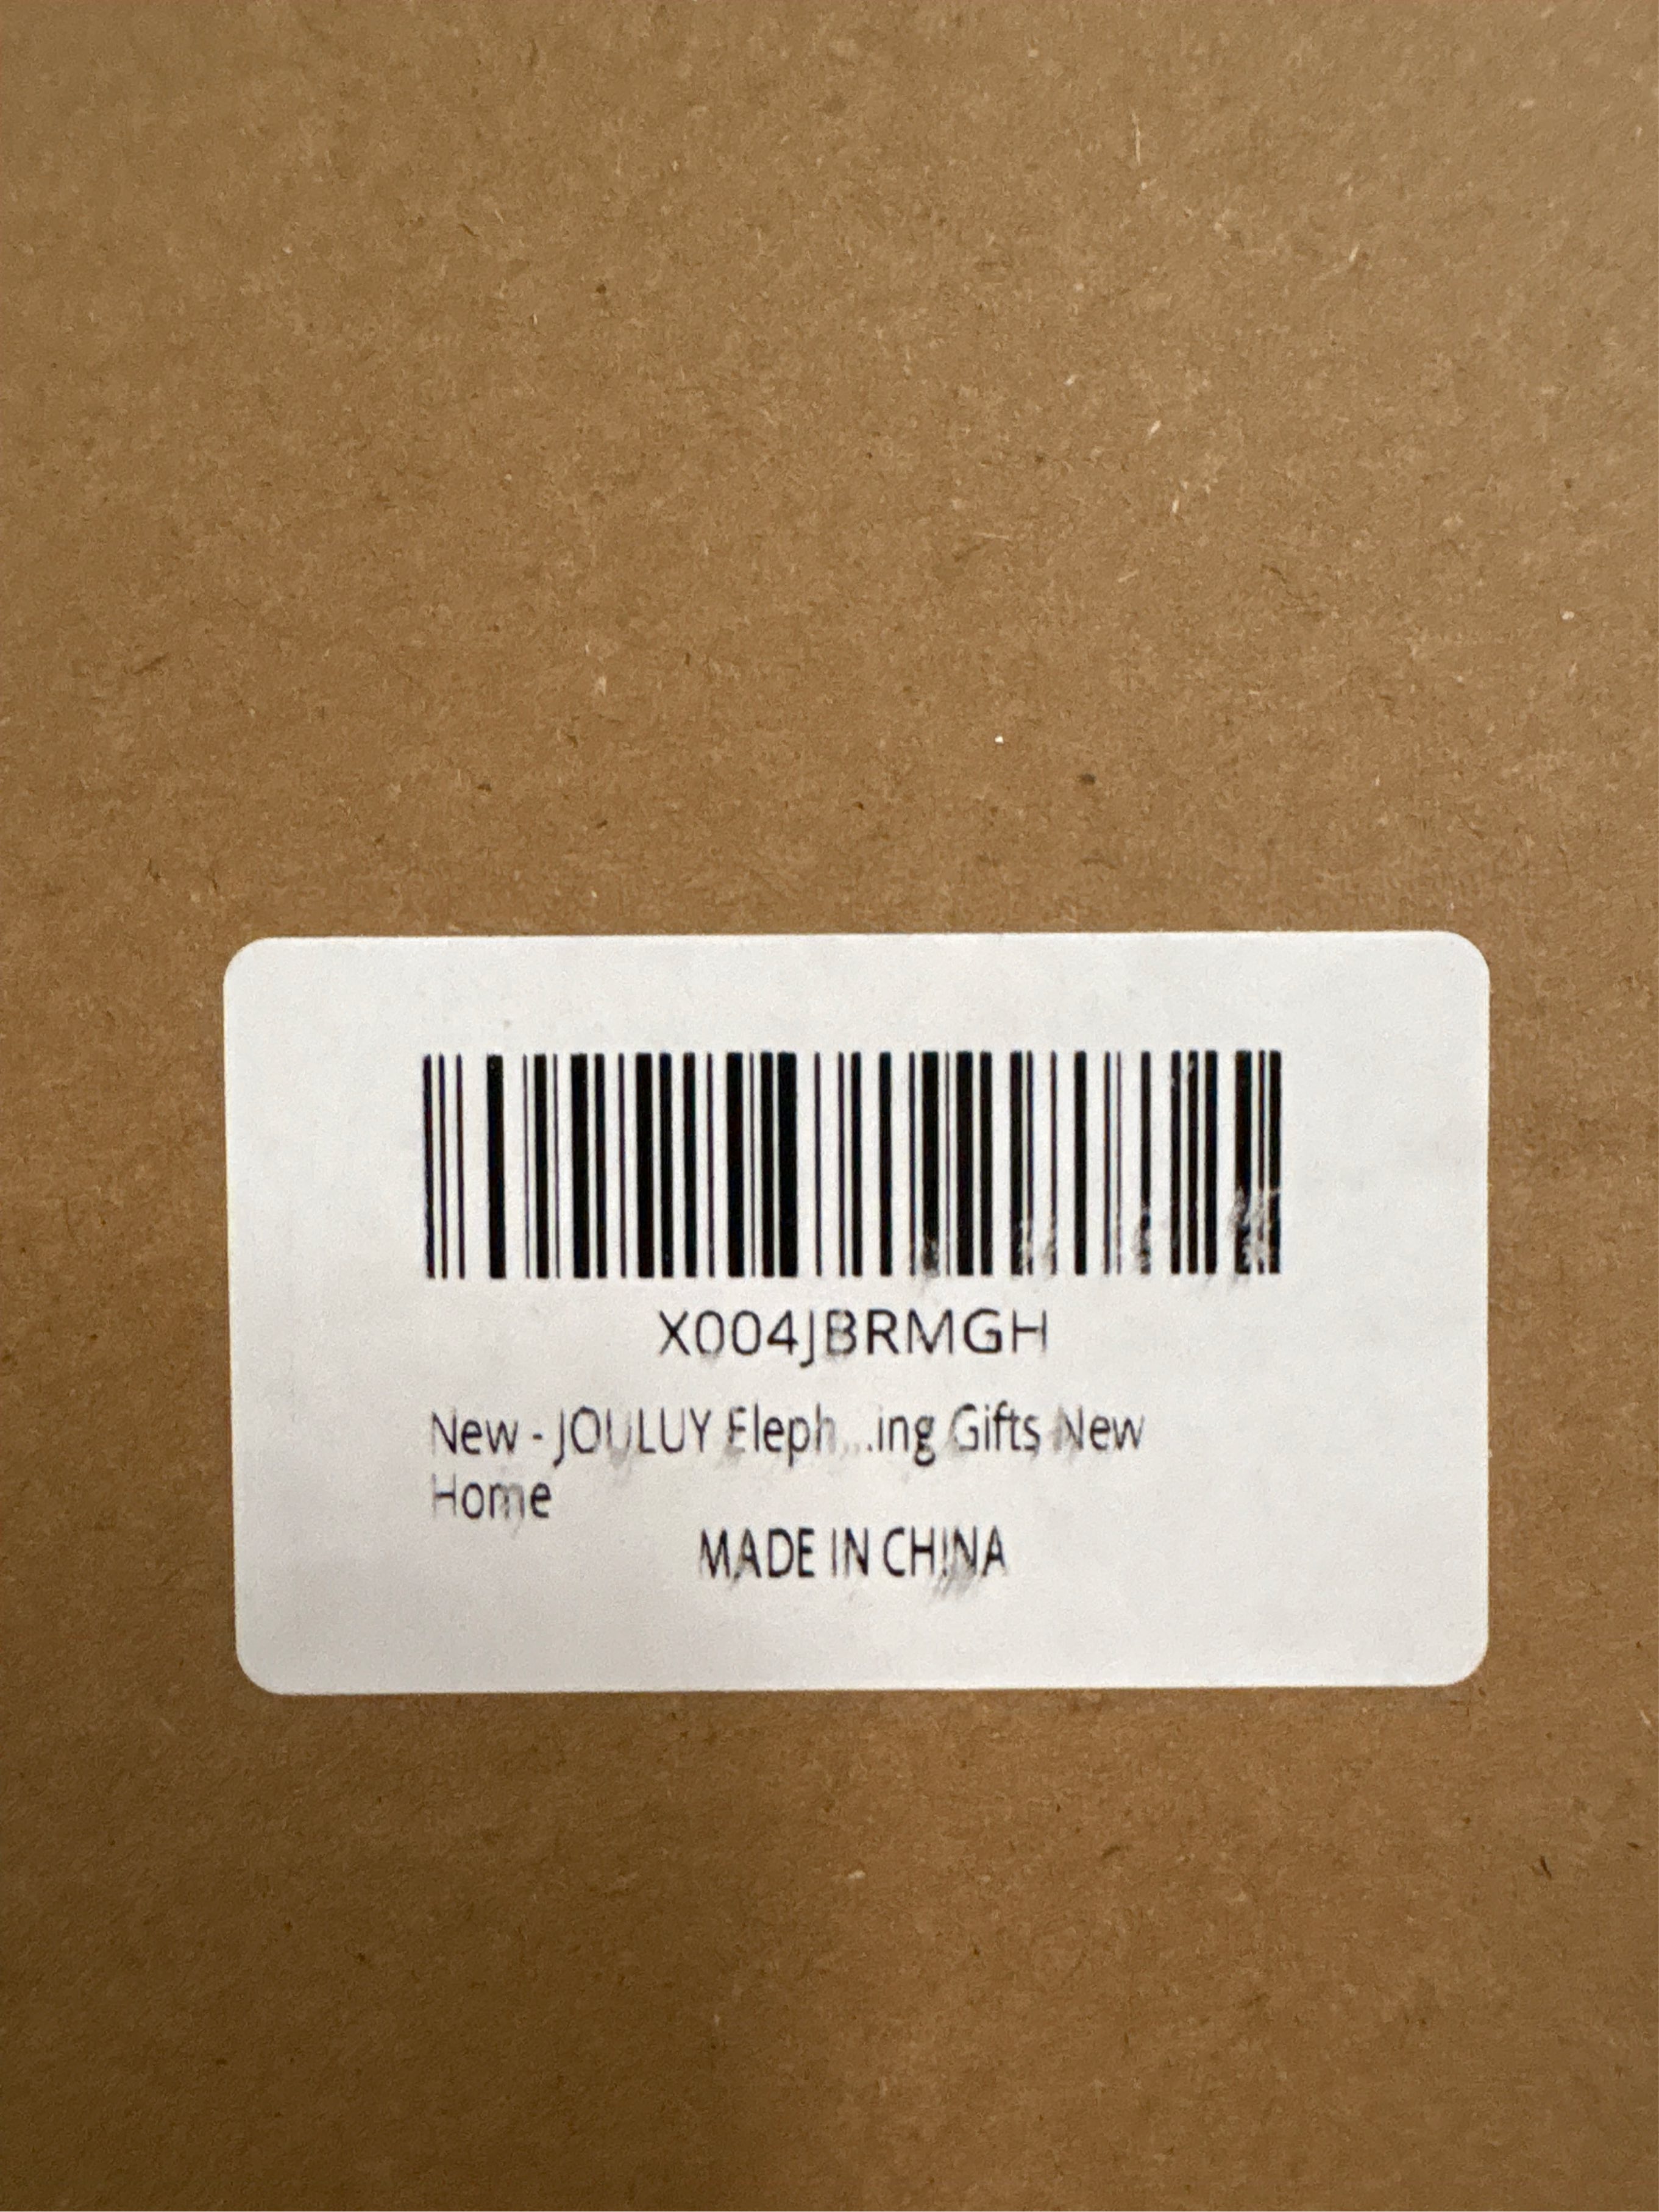 X004JBRMGH
New - JOULUY Eleph...ing Gifts New
Home
MADE IN CHINA